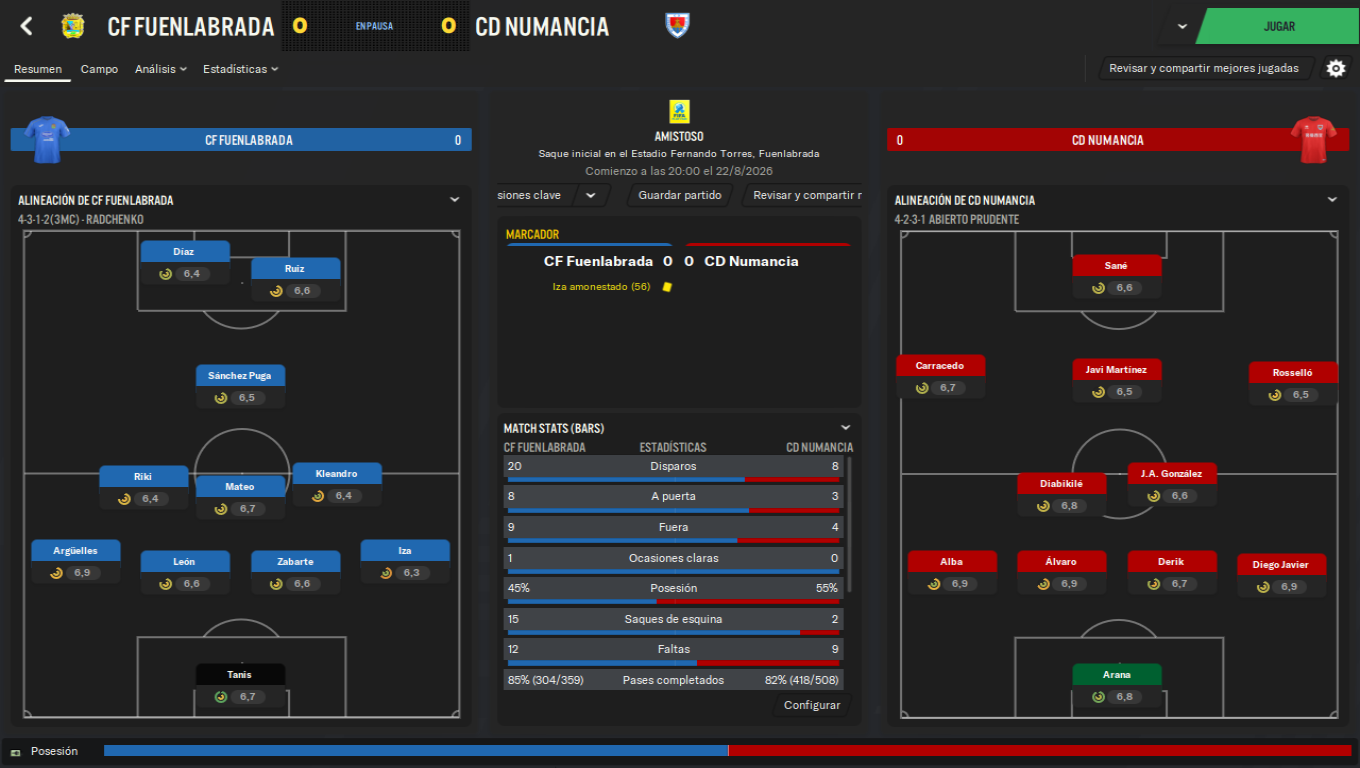 CF FUENLABRADA 0 EN PAUSA 0 CD NUMANCIA
JUGAR
Resumen Campo Análisis Estadísticas
Revisar y compartir mejores jugadas
CF FUENLABRADA 0
ALINEACIÓN DE CF FUENLABRADA
4-3-1-2(3MC) - RADCHENKO
Díaz
6,4
Ruiz
6,6
Sánchez Puga
6,5
Riki
6,4
Mateo
6,7
Kleandro
6,4
Argüelles
6,9
León
6,6
Zabarte
6,6
Iza
6,3
Tanis
6,7
AMISTOSO
Saque inicial en el Estadio Fernando Torres, Fuenlabrada
Comienzo a las 20:00 el 22/8/2026
siones clave Guardar partido Revisar y compartir r
MARCADOR
CF Fuenlabrada 0 0 CD Numancia
Iza amonestado (56)
MATCH STATS (BARS)
CF FUENLABRADA ESTADÍSTICAS CD NUMANCIA
20 Disparos 8
8 A puerta 3
9 Fuera 4
1 Ocasiones claras 0
45% Posesión 55%
15 Saques de esquina 2
12 Faltas 9
85% (304/359) Pases completados 82% (418/508)
Configurar
0 CD NUMANCIA
ALINEACIÓN DE CD NUMANCIA
4-2-3-1 ABIERTO PRUDENTE
Sané
6,6
Carracedo
6,7
Javi Martínez
6,5
Rosselló
6,5
Diabikilé
6,8
J.A. González
6,6
Alba
6,9
Álvaro
6,9
Derik
6,7
Diego Javier
6,9
Arana
6,8
Posesión